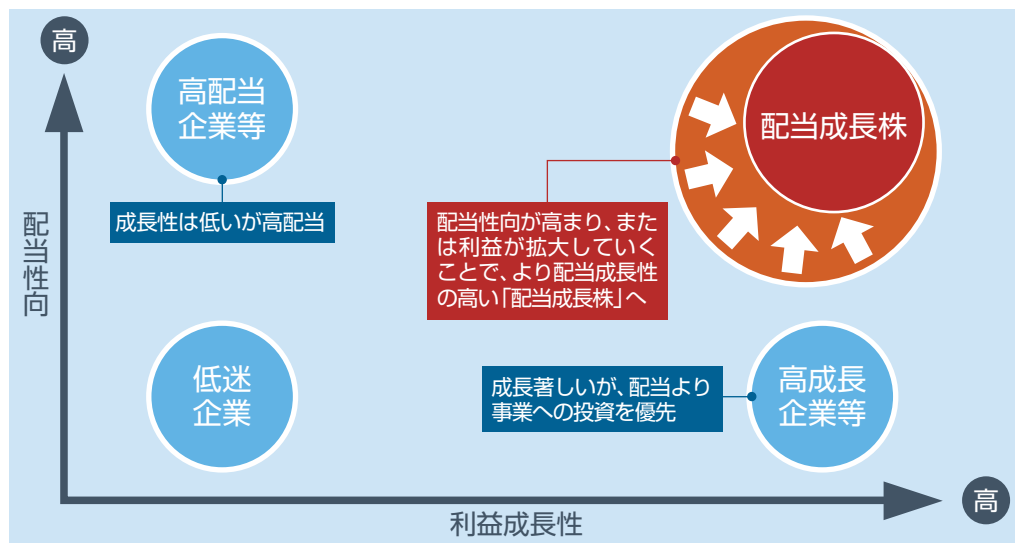 高
配当性向
高配当
企業等
成長性は低いが高配当
配当成長株
配当性向が高まり、また
は利益が拡大していく
ことで、より配当成長性
の高い「配当成長株」へ
低迷
企業
成長著しいが、配当より
事業への投資を優先
高成長
企業等
利益成長性
高